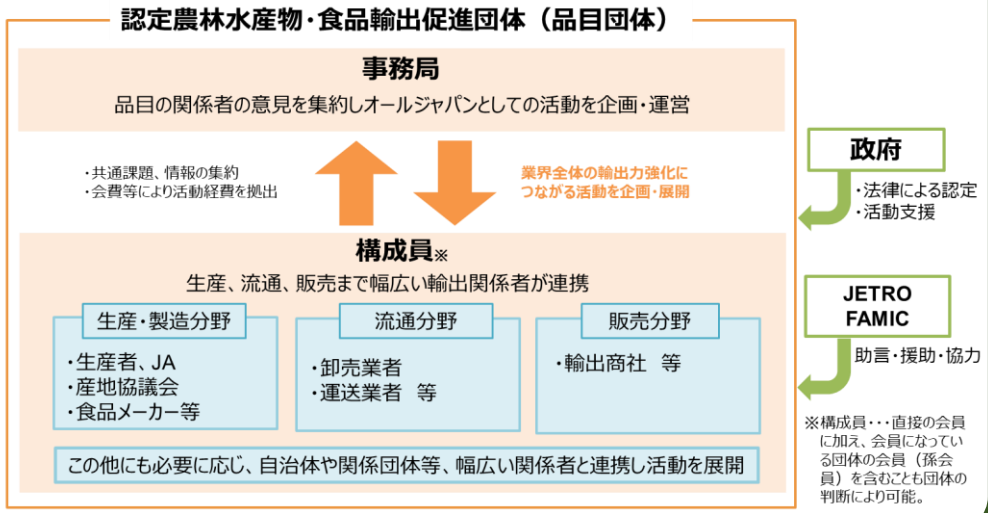 認定農林水産物・食品輸出促進団体（品目団体）
事務局
品目の関係者の意見を集約しオールジャパンとしての活動を企画・運営
・共通課題、情報の集約
・会費等により活動経費を拠出
業界全体の輸出力強化に
つながる活動を企画・展開
構成員※
生産、流通、販売まで幅広い輸出関係者が連携
生産・製造分野
・生産者、JA
・産地協議会
・食品メーカー等
流通分野
・卸売業者
・運送業者　等
販売分野
・輸出商社　等
この他にも必要に応じ、自治体や関係団体等、幅広い関係者と連携し活動を展開
政府
・法律による認定
・活動支援
JETRO
FAMIC
助言・援助・協力
※構成員・・・直接の会員
に加え、会員になってい
る団体の会員（孫会
員）を含むことも団体の
判断により可能。